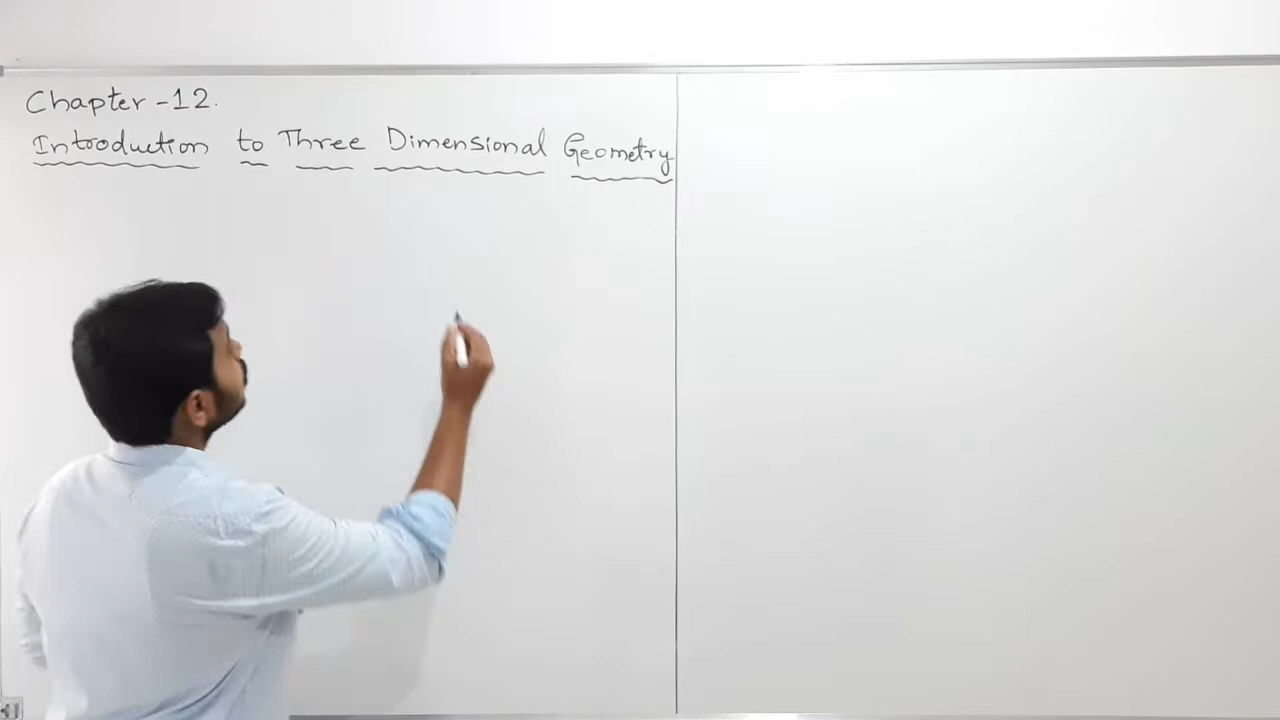 Chapter -12.
Introduction to Three Dimensional Geometry